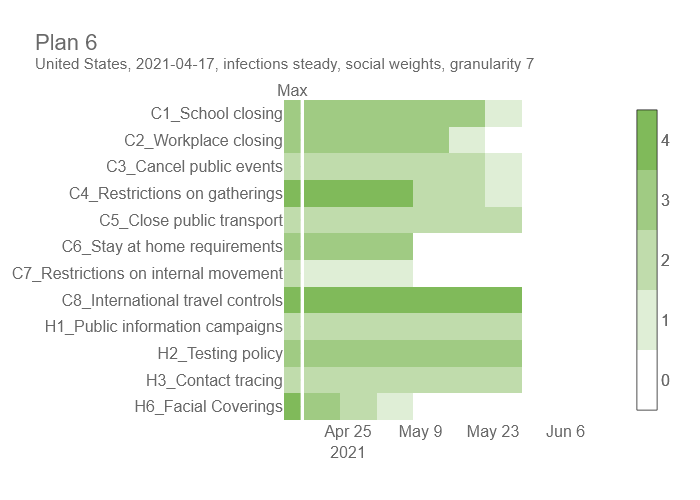 Plan 6
United States, 2021-04-17, infections steady, social weights, granularity 7
Max
C1_School closing
C2_Workplace closing
C3_Cancel public events
C4_Restrictions on gatherings
C5_Close public transport
C6_Stay at home requirements
C7_Restrictions on internal movement
C8_International travel controls
H1_Public information campaigns
H2_Testing policy
H3_Contact tracing
H6_Facial Coverings
Apr 25 May 9 May 23 Jun 6
2021
4
3
2
1
0